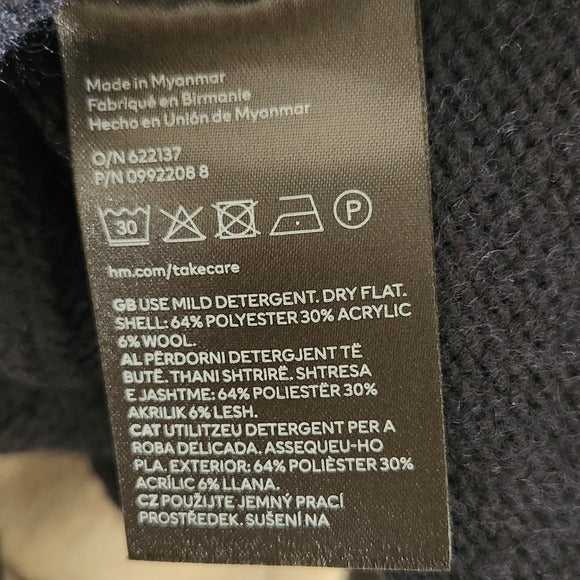 Made in Myanmar
Fabriqué en Birmanie
Hecho en Unión de Myanmar
O/N 622137
P/N 0992208 8
30 P
hm.com/takecare
GB USE MILD DETERGENT. DRY FLAT.
SHELL: 64% POLYESTER 30% ACRYLIC
6% WOOL.
AL PËRDORNI DETERGJENT TË
BUTË. THANI SHTRIRË. SHTRESA
E JASHTME: 64% POLIESTËR 30%
AKRILIK 6% LESH.
CAT UTILITZEU DETERGENT PER A
ROBA DELICADA. ASSEQUEU-HO
PLA. EXTERIOR: 64% POLIÈSTER 30%
ACRÍLIC 6% LLANA.
CZ POUŽIJTE JEMNÝ PRACÍ
PROSTŘEDEK. SUŠENÍ NA